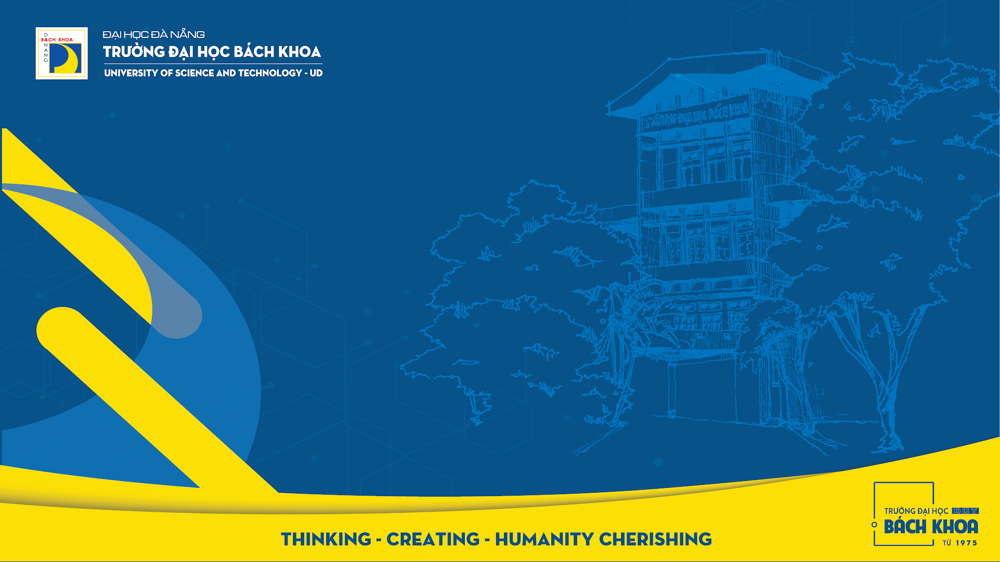 ĐẠI HỌC ĐÀ NẴNG
TRƯỜNG ĐẠI HỌC BÁCH KHOA
UNIVERSITY OF SCIENCE AND TECHNOLOGY - UD
DANANG
BÁCH KHOA
TRƯỜNG ĐẠI HỌC BÁCH KHOA
THINKING - CREATING - HUMANITY CHERISHING
TRƯỜNG ĐẠI HỌC DUT
BÁCH KHOA
TỪ 1975